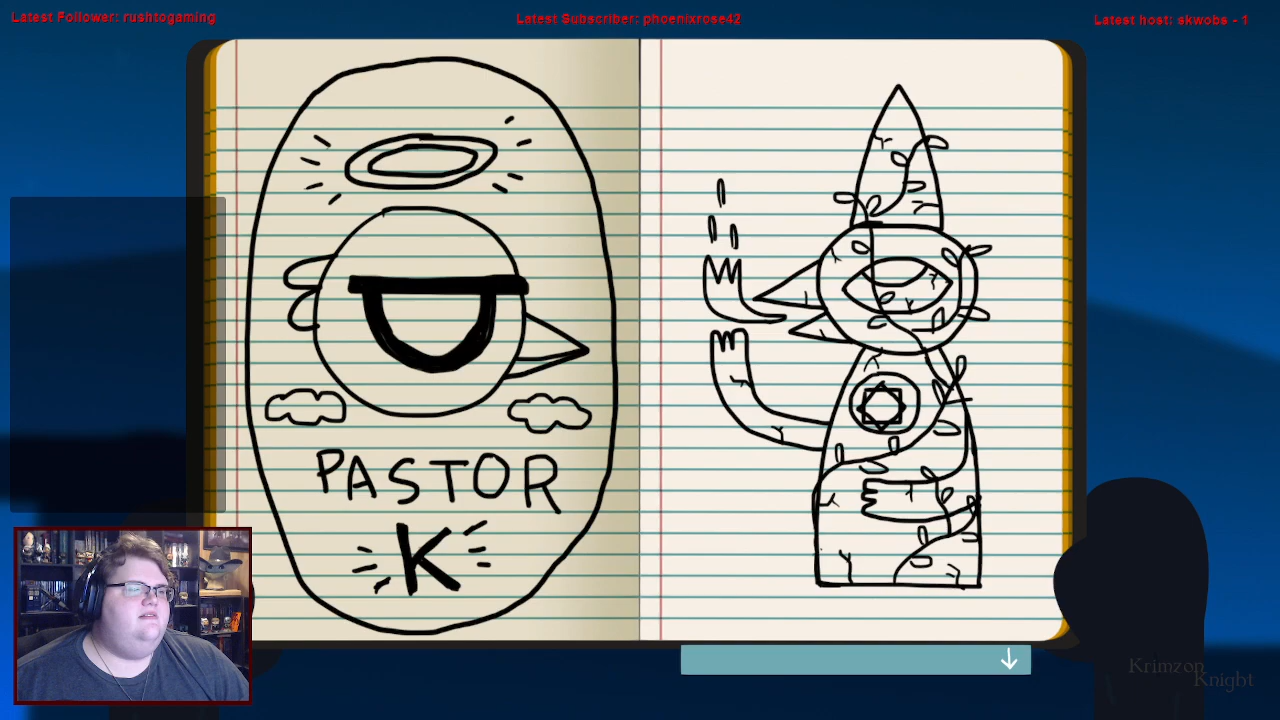 Latest Follower: rushtogaming
Latest Subscriber: phoenixrose42
Latest host: skwobs - 1
PASTOR
K
Krimzon
Knight